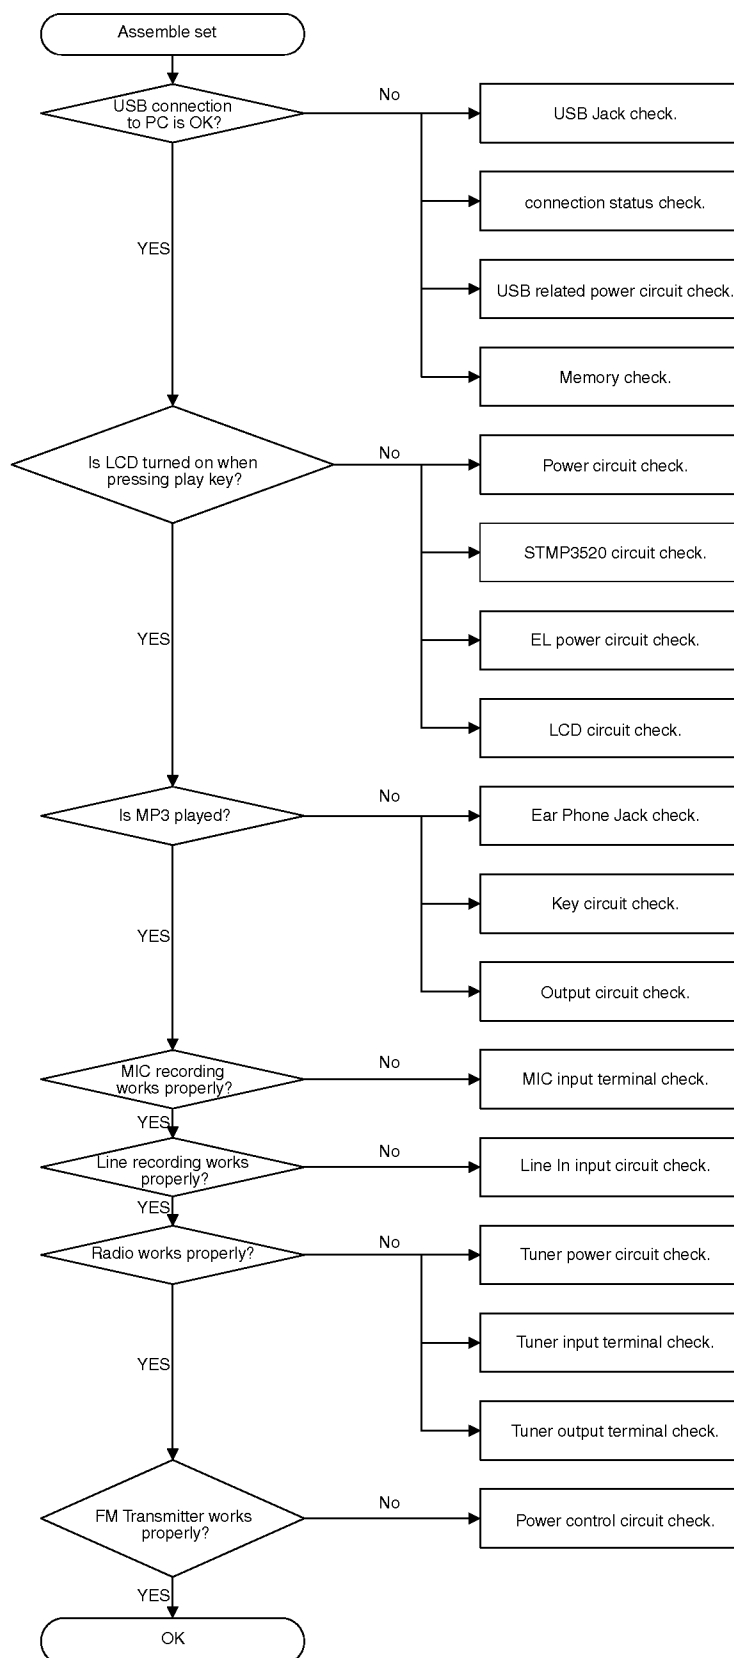 Assemble set
USB connection
to PC is OK?
No
USB Jack check.
connection status check.
YES
USB related power circuit check.
Memory check.
Is LCD turned on when
pressing play key?
No
Power circuit check.
STMP3520 circuit check.
YES
EL power circuit check.
LCD circuit check.
Is MP3 played?
No
Ear Phone Jack check.
Key circuit check.
YES
Output circuit check.
MIC recording
works properly?
No
MIC input terminal check.
YES
Line recording works
properly?
No
Line In input circuit check.
YES
Radio works properly?
No
Tuner power circuit check.
Tuner input terminal check.
YES
Tuner output terminal check.
FM Transmitter works
properly?
No
Power control circuit check.
YES
OK